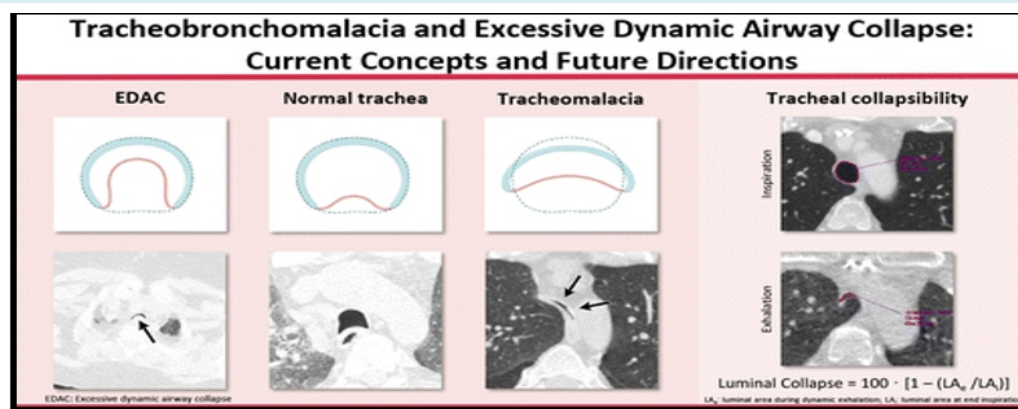 Tracheobronchomalacia and Excessive Dynamic Airway Collapse:
Current Concepts and Future Directions
EDAC
Normal trachea
Tracheomalacia
Tracheal collapsibility
Inspiration
Exhalation
Luminal Collapse = 100 · [1 – (LAₑ /LAᵢ)]
EDAC: Excessive dynamic airway collapse
LAₑ: luminal area during dynamic exhalation; LAᵢ: luminal area at end inspiration